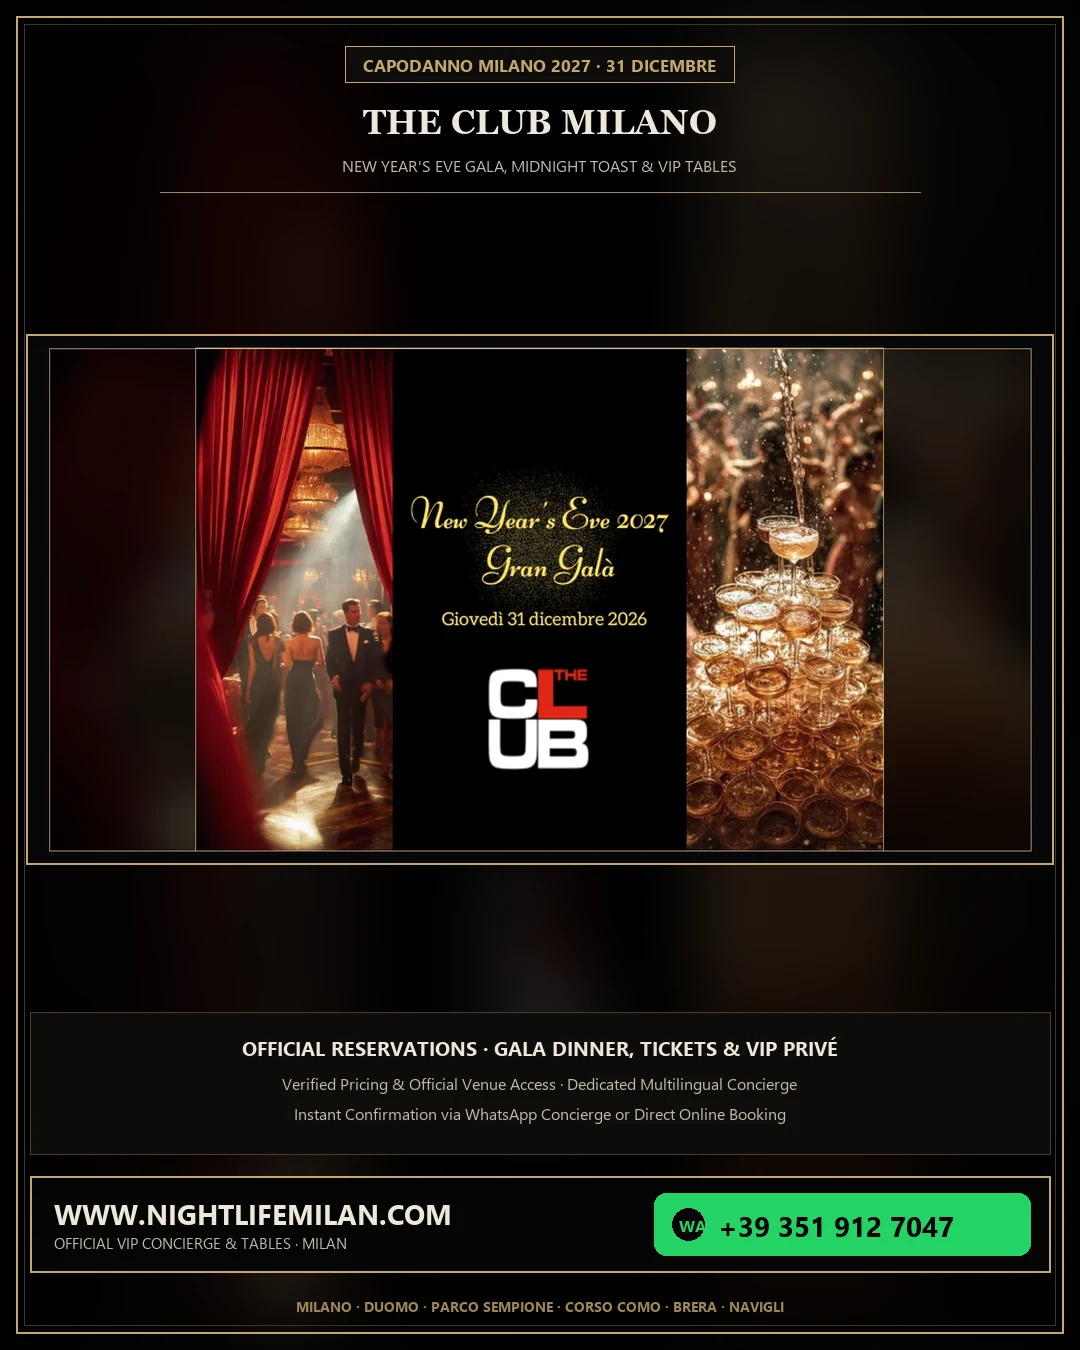 CAPODANNO MILANO 2027 · 31 DICEMBRE
THE CLUB MILANO
NEW YEAR'S EVE GALA, MIDNIGHT TOAST & VIP TABLES
New Year's Eve 2027
Gran Galà
Giovedì 31 dicembre 2026
THE
CL
UB
OFFICIAL RESERVATIONS · GALA DINNER, TICKETS & VIP PRIVÉ
Verified Pricing & Official Venue Access · Dedicated Multilingual Concierge
Instant Confirmation via WhatsApp Concierge or Direct Online Booking
WWW.NIGHTLIFEMILAN.COM
OFFICIAL VIP CONCIERGE & TABLES · MILAN
WA +39 351 912 7047
MILANO · DUOMO · PARCO SEMPIONE · CORSO COMO · BRERA · NAVIGLI